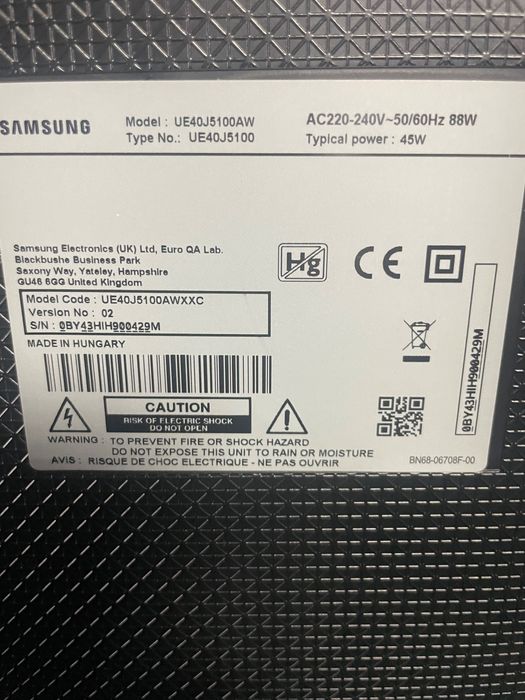 SAMSUNG
Model : UE40J5100AW
Type No.: UE40J5100
AC220-240V~50/60Hz 88W
Typical power : 45W
Samsung Electronics (UK) Ltd, Euro QA Lab.
Blackbushe Business Park
Saxony Way, Yateley, Hampshire
GU46 6GG United Kingdom
Hg
CE
Model Code : UE40J5100AWXXC
Version No : 02
S/N : 0BY43HIH900429M
MADE IN HUNGARY
0BY43HIH900429M
CAUTION
RISK OF ELECTRIC SHOCK
DO NOT OPEN
WARNING : TO PREVENT FIRE OR SHOCK HAZARD
DO NOT EXPOSE THIS UNIT TO RAIN OR MOISTURE
AVIS : RISQUE DE CHOC ELECTRIQUE - NE PAS OUVRIR
BN68-06708F-00